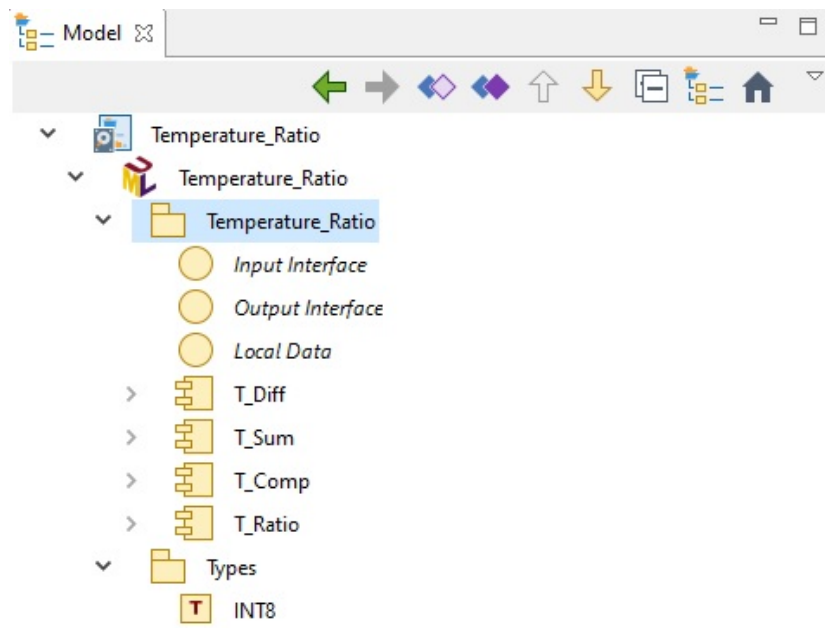 Model
Temperature_Ratio
Temperature_Ratio
Temperature_Ratio
Input Interface
Output Interface
Local Data
T_Diff
T_Sum
T_Comp
T_Ratio
Types
T INT8